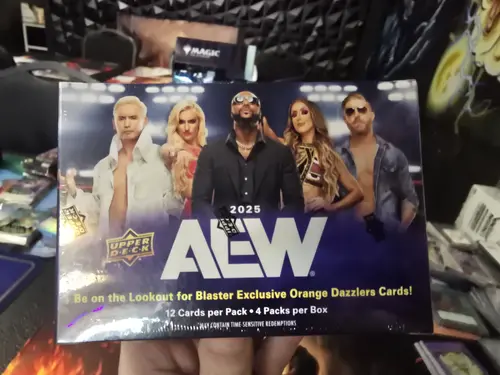 MAGIC
2025
UPPER
DECK
AEW
Be on the Lookout for Blaster Exclusive Orange Dazzlers Cards!
12 Cards per Pack • 4 Packs per Box
MAY CONTAIN TIME SENSITIVE REDEMPTIONS